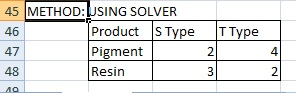 45 METHOD: USING SOLVER
46 Product S Type T Type
47 Pigment 2 4
48 Resin 3 2